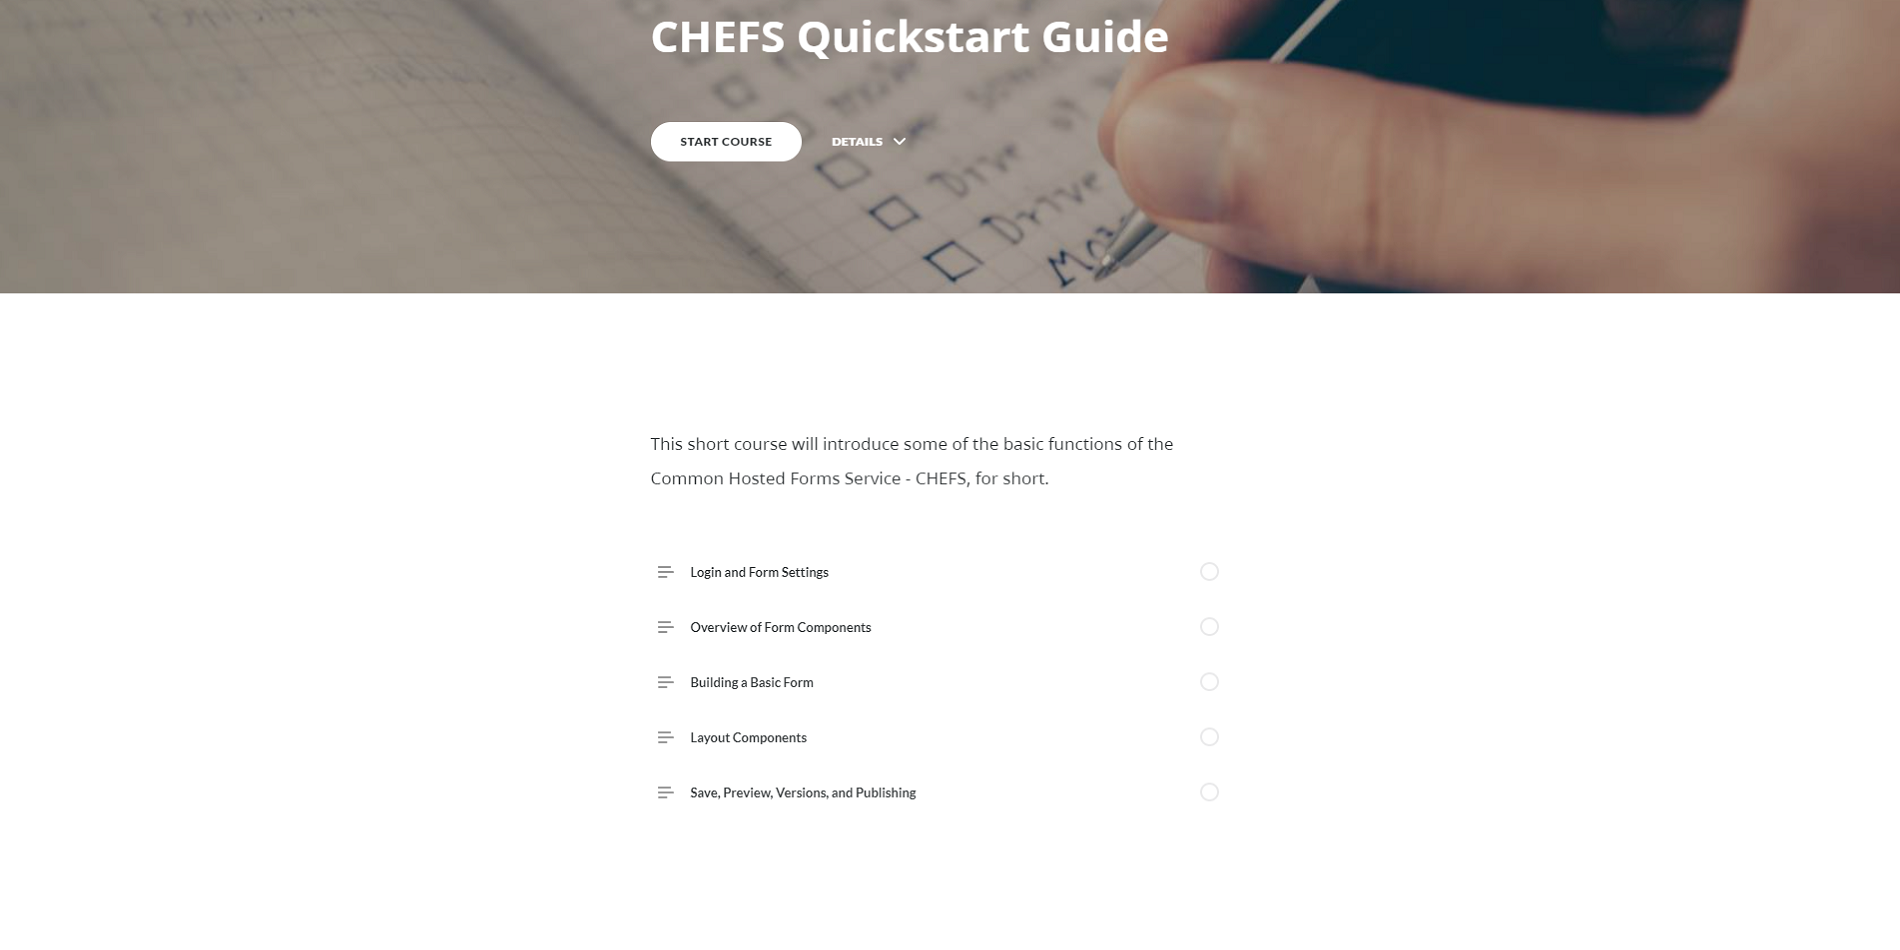 CHEFS Quickstart Guide
START COURSE
DETAILS
Drive
Drive
This short course will introduce some of the basic functions of the
Common Hosted Forms Service - CHEFS, for short.
Login and Form Settings
Overview of Form Components
Building a Basic Form
Layout Components
Save, Preview, Versions, and Publishing